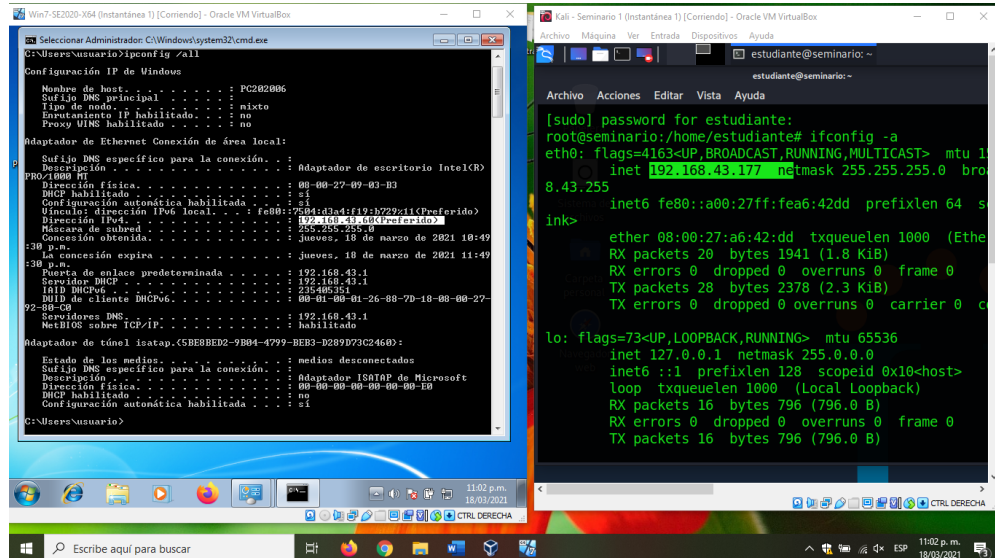 Win7-SE2020-X64 (Instantánea 1) [Corriendo] - Oracle VM VirtualBox
Seleccionar Administrador: C:\Windows\system32\cmd.exe
C:\Users\usuario>ipconfig /all
Configuración IP de Windows
Nombre de host. . . . . . . . . : PC202006
Sufijo DNS principal . . . . . :
Tipo de nodo. . . . . . . . . . : mixto
Enrutamiento IP habilitado. . . : no
Proxy WINS habilitado . . . . . : no
Adaptador de Ethernet Conexión de área local:
Sufijo DNS específico para la conexión. . :
Descripción . . . . . . . . . . . . . . . : Adaptador de escritorio Intel(R)
PRO/1000 MT
Dirección física. . . . . . . . . . . . . : 08-00-27-09-03-B3
DHCP habilitado . . . . . . . . . . . . . : sí
Configuración automática habilitada . . . : sí
Vínculo: dirección IPv6 local. . . : fe80::7504:d3a4:f19:b729%11(Preferido)
Dirección IPv4. . . . . . . . . . . . . . : 192.168.43.60(Preferido)
Máscara de subred . . . . . . . . . . . . : 255.255.255.0
Concesión obtenida. . . . . . . . . . . . : jueves, 18 de marzo de 2021 10:49
:30 p.m.
La concesión expira . . . . . . . . . . . : jueves, 18 de marzo de 2021 11:49
:30 p.m.
Puerta de enlace predeterminada . . . . . : 192.168.43.1
Servidor DHCP . . . . . . . . . . . . . . : 192.168.43.1
IAID DHCPv6 . . . . . . . . . . . . . . . : 235405351
DUID de cliente DHCPv6. . . . . . . . . . : 00-01-00-01-26-88-7D-18-08-00-27-
92-80-C0
Servidores DNS. . . . . . . . . . . . . . : 192.168.43.1
NetBIOS sobre TCP/IP. . . . . . . . . . . : habilitado
Adaptador de túnel isatap.{5BE8BED2-9B04-4799-BEB3-D289D73C2460}:
Estado de los medios. . . . . . . . . . . : medios desconectados
Sufijo DNS específico para la conexión. . :
Descripción . . . . . . . . . . . . . . . : Adaptador ISATAP de Microsoft
Dirección física. . . . . . . . . . . . . : 00-00-00-00-00-00-00-E0
DHCP habilitado . . . . . . . . . . . . . : no
Configuración automática habilitada . . . : sí
C:\Users\usuario>
11:02 p.m.
18/03/2021
CTRL DERECHA
Kali - Seminario 1 (Instantánea 1) [Corriendo] - Oracle VM VirtualBox
Archivo Máquina Ver Entrada Dispositivos Ayuda
estudiante@seminario: ~
estudiante@seminario: ~
Archivo Acciones Editar Vista Ayuda
[sudo] password for estudiante:
root@seminario:/home/estudiante# ifconfig -a
eth0: flags=4163<UP,BROADCAST,RUNNING,MULTICAST> mtu 15
inet 192.168.43.177 netmask 255.255.255.0 broa
8.43.255
inet6 fe80::a00:27ff:fea6:42dd prefixlen 64 s
ink>
ether 08:00:27:a6:42:dd txqueuelen 1000 (Ethe
RX packets 20 bytes 1941 (1.8 KiB)
RX errors 0 dropped 0 overruns 0 frame 0
TX packets 28 bytes 2378 (2.3 KiB)
TX errors 0 dropped 0 overruns 0 carrier 0 c
lo: flags=73<UP,LOOPBACK,RUNNING> mtu 65536
inet 127.0.0.1 netmask 255.0.0.0
inet6 ::1 prefixlen 128 scopeid 0x10<host>
loop txqueuelen 1000 (Local Loopback)
RX packets 16 bytes 796 (796.0 B)
RX errors 0 dropped 0 overruns 0 frame 0
TX packets 16 bytes 796 (796.0 B)
CTRL DERECHA
Escribe aquí para buscar
ESP
11:02 p. m.
18/03/2021